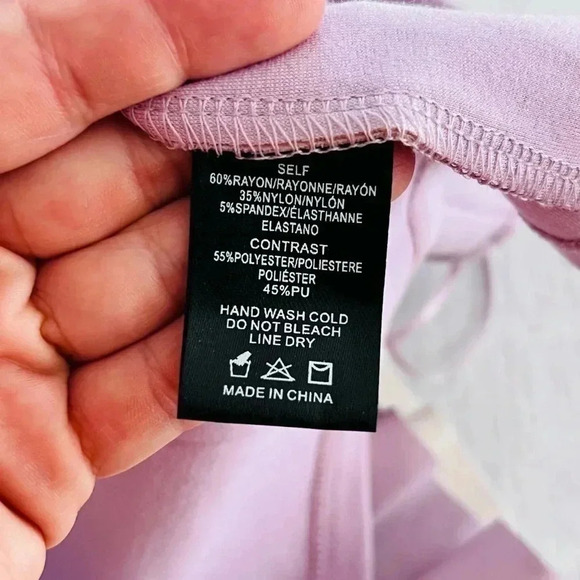 SELF
60%RAYON/RAYONNE/RAYÓN
35%NYLON/NYLÓN
5%SPANDEX/ÉLASTHANNE
ELASTANO
CONTRAST
55%POLYESTER/POLIESTERE
POLIÉSTER
45%PU
HAND WASH COLD
DO NOT BLEACH
LINE DRY
MADE IN CHINA